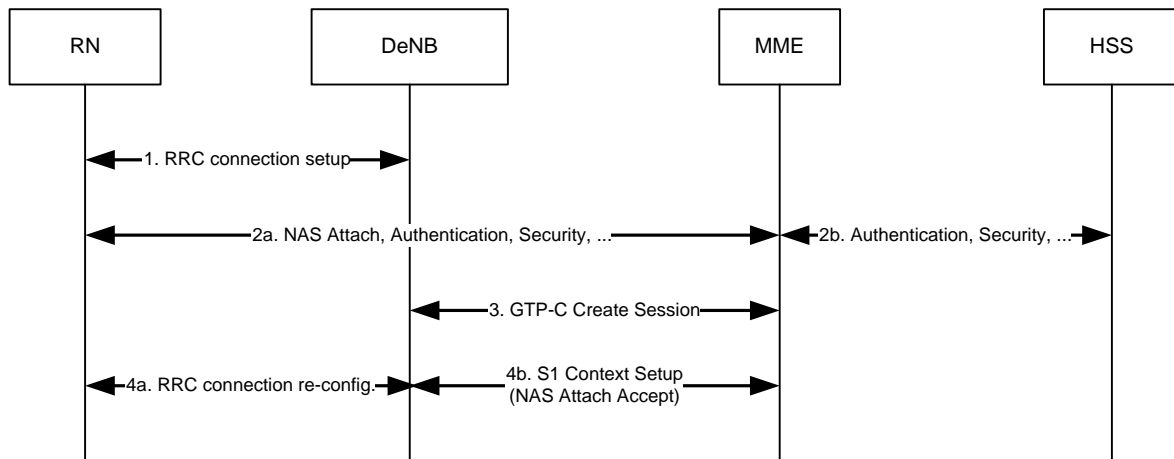 RN
DeNB
MME
HSS
1. RRC connection setup
2a. NAS Attach, Authentication, Security, ...
2b. Authentication, Security, ...
3. GTP-C Create Session
4a. RRC connection re-config.
4b. S1 Context Setup
(NAS Attach Accept)